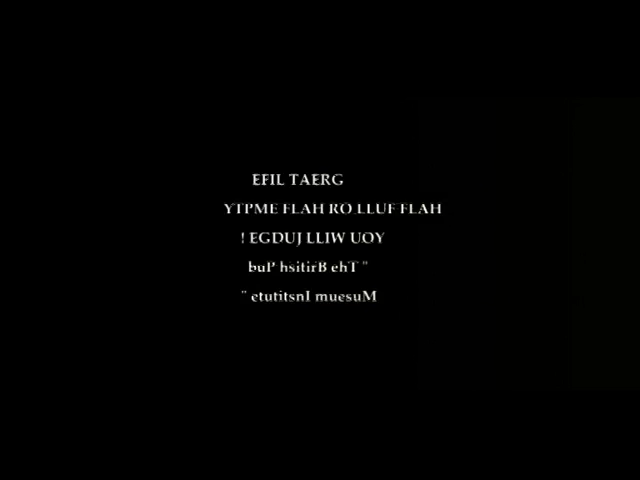 EFIL TAERG
YTPME FLAH RO LLUF FLAH
! EGDUJ LLIW UOY
buP hsitirB ehT "
" etutitsnI muesuM